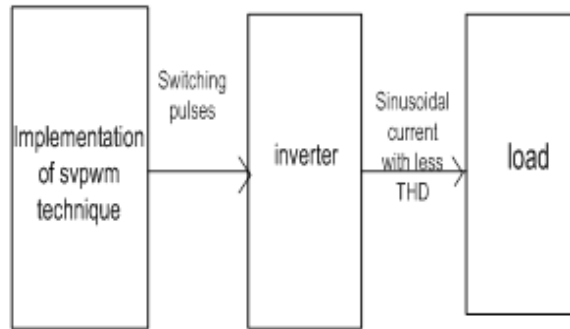 Implementation
of svpwm
technique
Switching
pulses
inverter
Sinusoidal
current
with less
THD
load